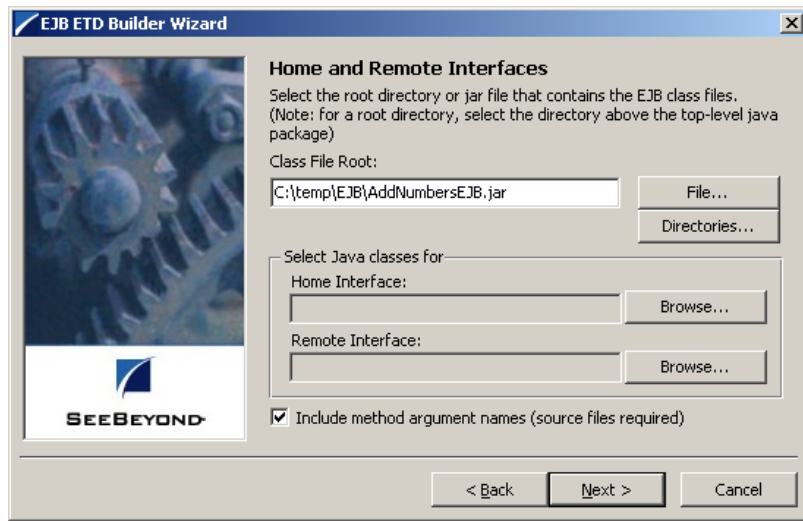 EJB ETD Builder Wizard
Home and Remote Interfaces
Select the root directory or jar file that contains the EJB class files.
(Note: for a root directory, select the directory above the top-level java
package)
Class File Root:
C:\temp\EJB\AddNumbersEJB.jar
File...
Directories...
Select Java classes for
Home Interface:
Browse...
Remote Interface:
Browse...
SEEBEYOND
Include method argument names (source files required)
< Back
Next >
Cancel